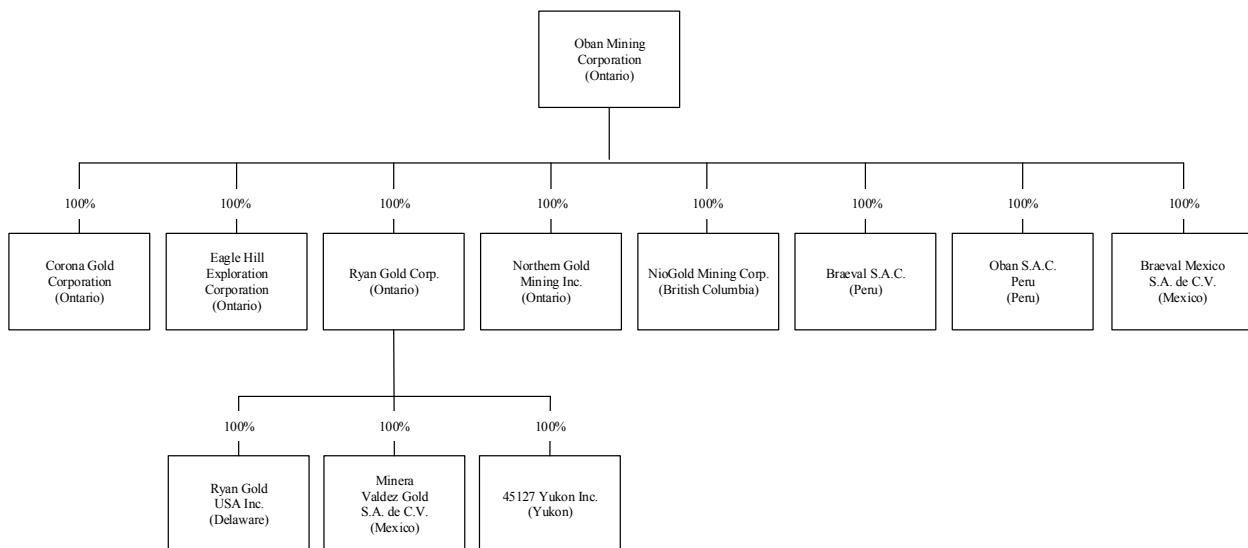 Oban Mining
Corporation
(Ontario)
100%
100%
100%
100%
100%
100%
100%
100%
Corona Gold
Corporation
(Ontario)
Eagle Hill
Exploration
Corporation
(Ontario)
Ryan Gold Corp.
(Ontario)
Northern Gold
Mining Inc.
(Ontario)
NioGold Mining Corp.
(British Columbia)
Braeval S.A.C.
(Peru)
Oban S.A.C.
Peru
(Peru)
Braeval Mexico
S.A. de C.V.
(Mexico)
100%
100%
100%
Ryan Gold
USA Inc.
(Delaware)
Minera
Valdez Gold
S.A. de C.V.
(Mexico)
45127 Yukon Inc.
(Yukon)